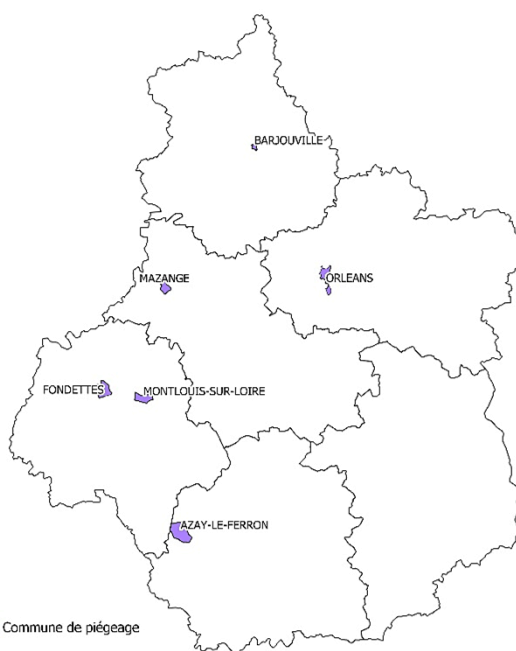 BARJOUVILLE
ORLEANS
MAZANGE
FONDETTES
MONTLOUIS-SUR-LOIRE
AZAY-LE-FERRON
Commune de piégeage